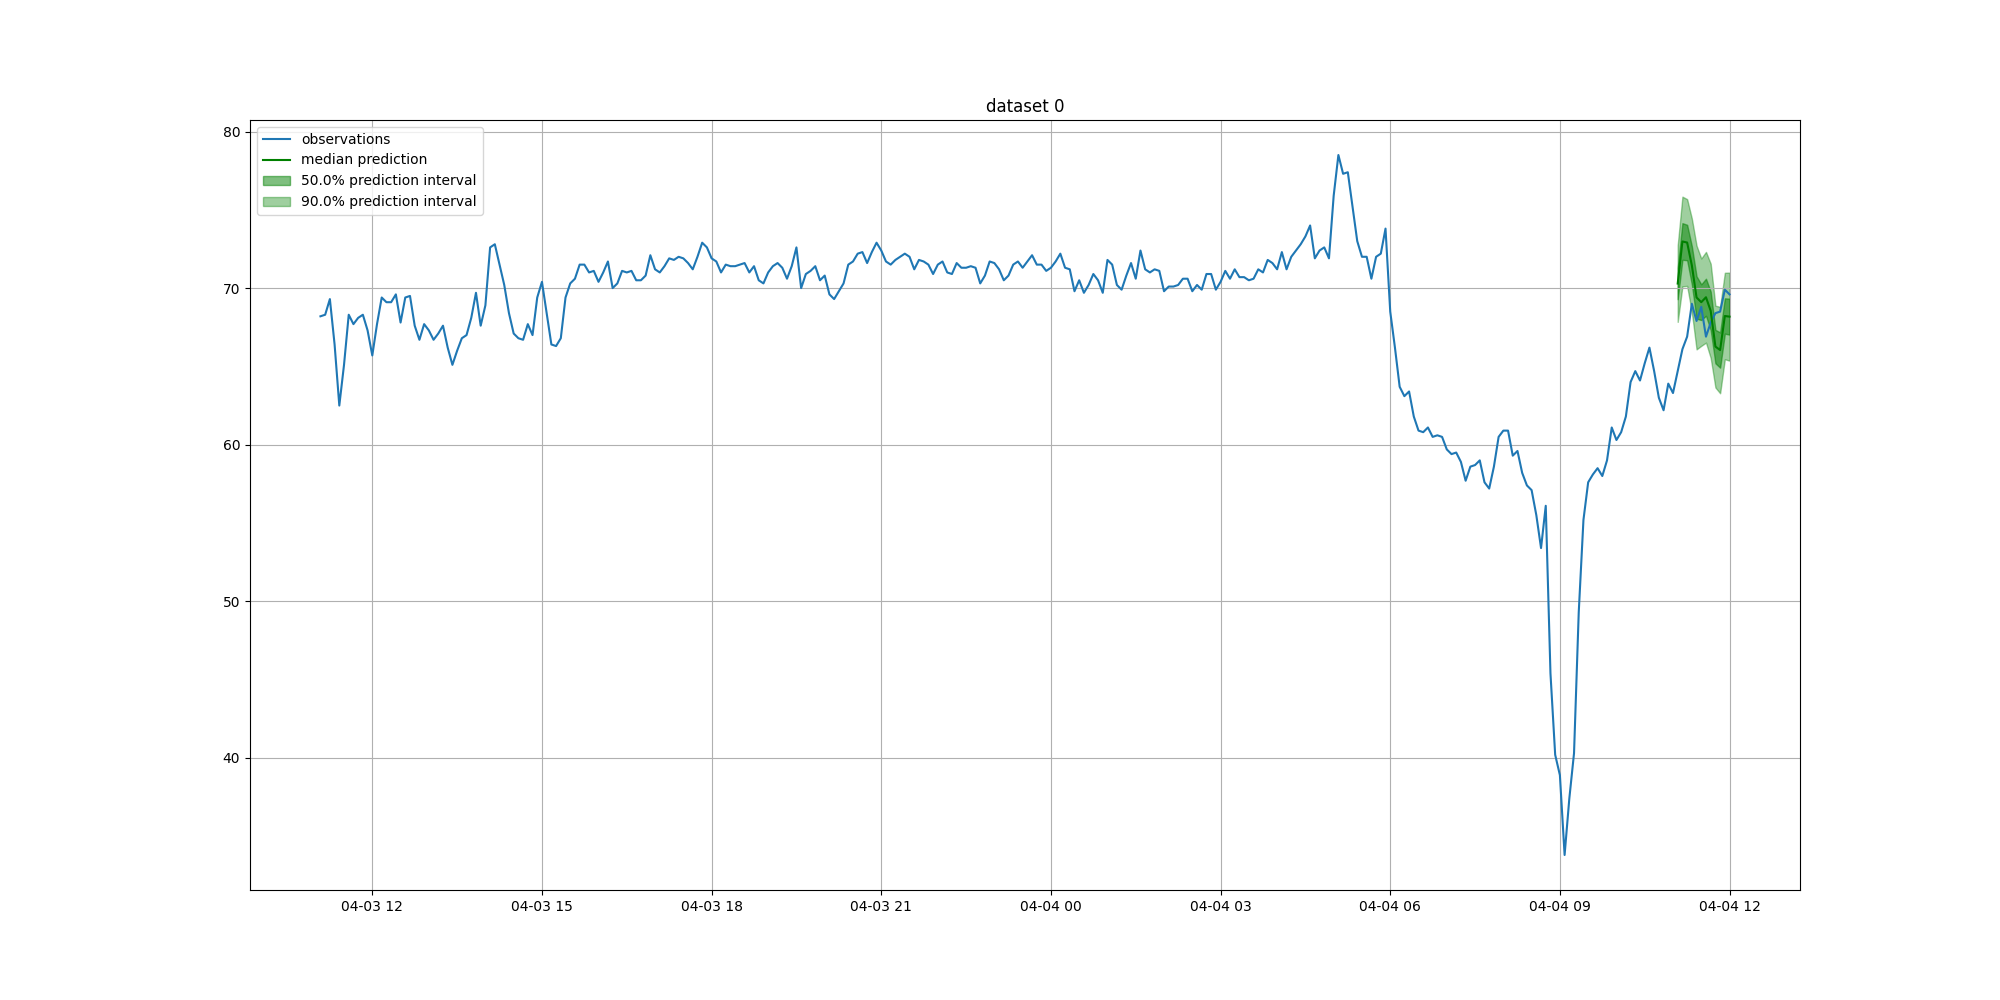 dataset 0
observations
median prediction
50.0% prediction interval
90.0% prediction interval
80
70
60
50
40
04-03 12
04-03 15
04-03 18
04-03 21
04-04 00
04-04 03
04-04 06
04-04 09
04-04 12